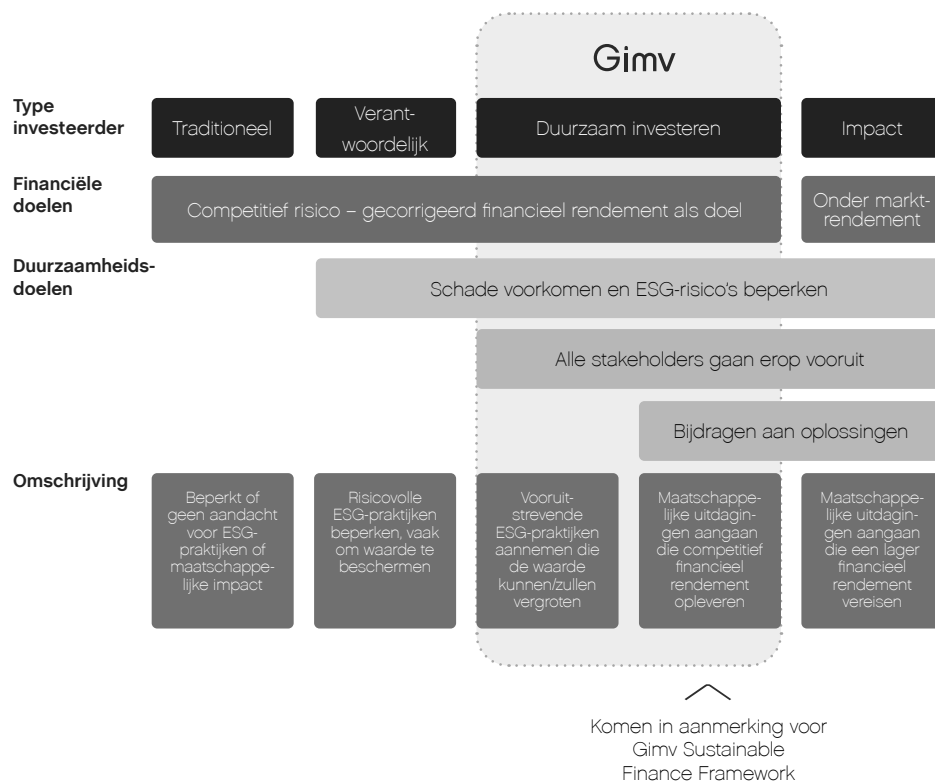 Gimv
Type
investeerder
Traditioneel
Verant-
woordelijk
Duurzaam investeren
Impact
Financiële
doelen
Competitief risico – gecorrigeerd financieel rendement als doel
Onder markt-
rendement
Duurzaamheids-
doelen
Schade voorkomen en ESG-risico's beperken
Alle stakeholders gaan erop vooruit
Bijdragen aan oplossingen
Omschrijving
Beperkt of
geen aandacht
voor ESG-
praktijken of
maatschappe-
lijke impact
Risicovolle
ESG-praktijken
beperken, vaak
om waarde te
beschermen
Vooruit-
strevende
ESG-praktijken
aannemen die
de waarde
kunnen/zullen
vergroten
Maatschappe-
lijke uitdagin-
gen aangaan
die competitief
financieel
rendement
opleveren
Maatschappe-
lijke uitdagin-
gen aangaan
die een lager
financieel
rendement
vereisen
Komen in aanmerking voor
Gimv Sustainable
Finance Framework